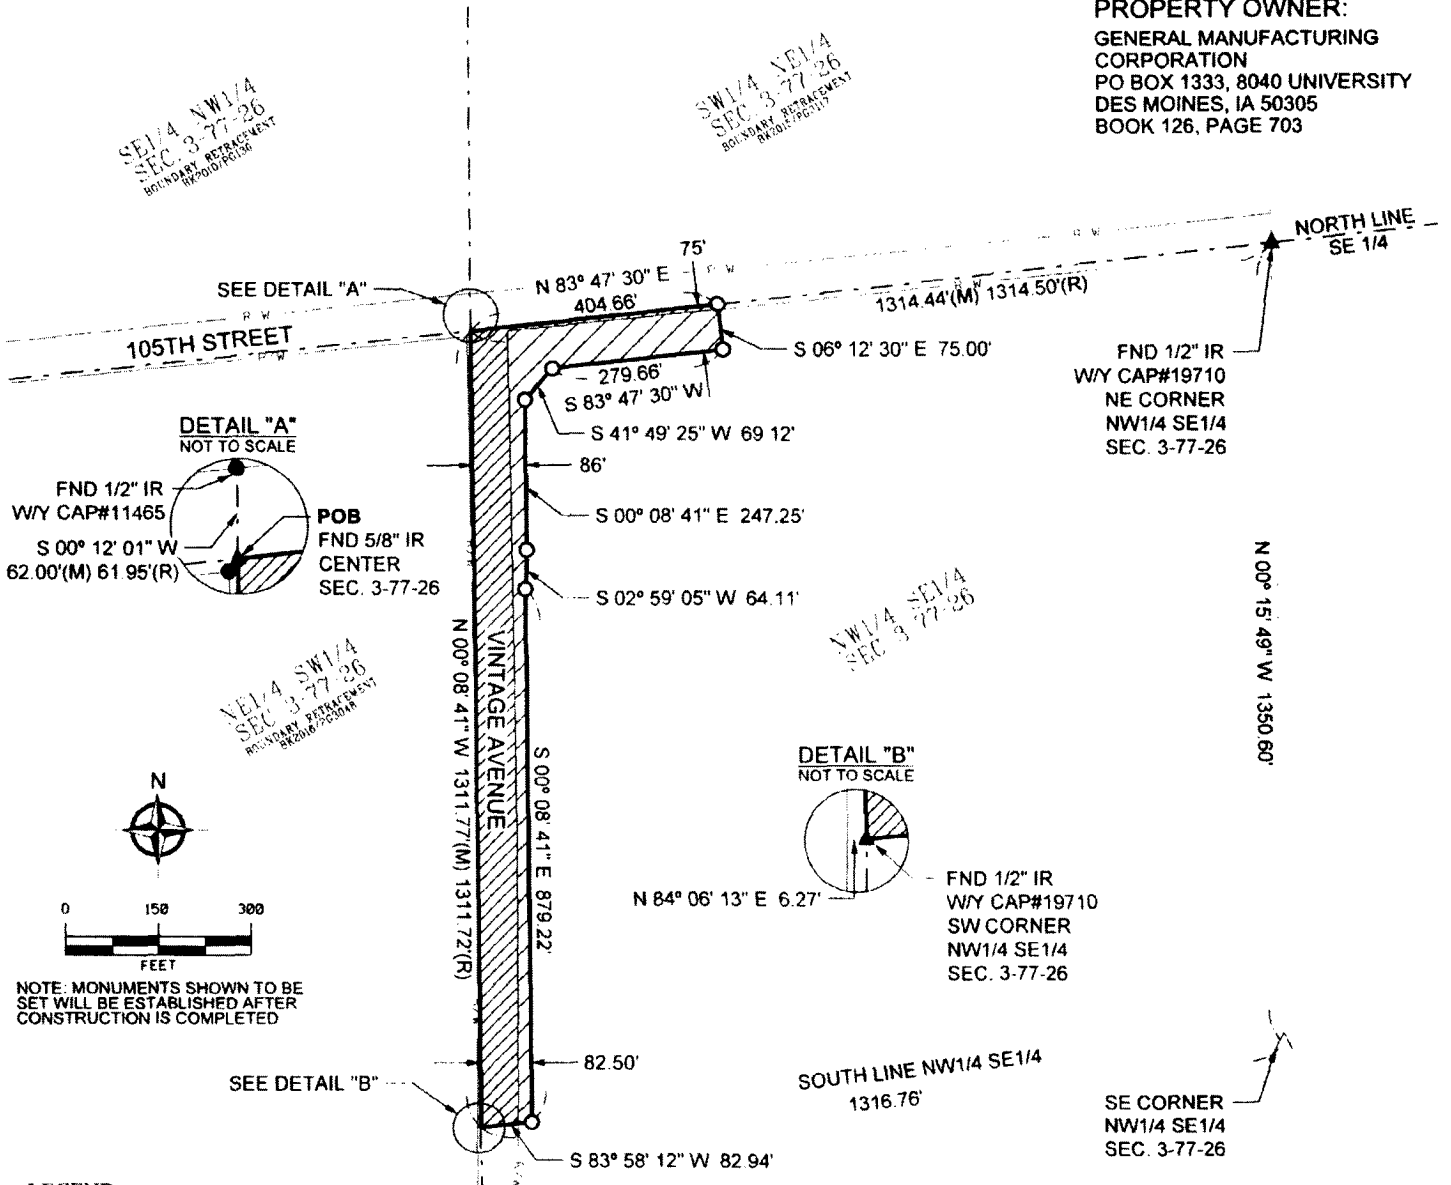 PROPERTY OWNER:
GENERAL MANUFACTURING
CORPORATION
PO BOX 1333, 8040 UNIVERSITY
DES MOINES, IA 50305
BOOK 126, PAGE 703
SE1/4 NW1/4
SEC. 3-77-26
BOUNDARY RETRACEMENT
BK2010/PG136
SW1/4 NE1/4
SEC 3-77-26
BOUNDARY RETRACEMENT
NORTH LINE
SE 1/4
75'
R W
R W
N 83° 47' 30" E
404.66'
1314.44'(M) 1314.50'(R)
R W
SEE DETAIL "A"
R W
105TH STREET
S 06° 12' 30" E 75.00'
279.66'
S 83° 47' 30" W
S 41° 49' 25" W 69 12'
86'
S 00° 08' 41" E 247.25'
S 02° 59' 05" W 64.11'
FND 1/2" IR
W/Y CAP#19710
NE CORNER
NW1/4 SE1/4
SEC. 3-77-26
DETAIL "A"
NOT TO SCALE
FND 1/2" IR
W/Y CAP#11465
S 00° 12' 01" W
62.00'(M) 61.95'(R)
POB
FND 5/8" IR
CENTER
SEC. 3-77-26
N 00° 15' 49" W 1350.60'
NW1/4 SE1/4
SEC 3 77-26
NE1/4 SW1/4
SEC 3-77-26
BOUNDARY RETRACEMENT
N 00° 08' 41" W 1311.77'(M) 1311.72'(R)
VINTAGE AVENUE
S 00° 08' 41" E 879.22'
DETAIL "B"
NOT TO SCALE
N 84° 06' 13" E 6.27'
FND 1/2" IR
W/Y CAP#19710
SW CORNER
NW1/4 SE1/4
SEC. 3-77-26
N
0 150 300
FEET
NOTE: MONUMENTS SHOWN TO BE
SET WILL BE ESTABLISHED AFTER
CONSTRUCTION IS COMPLETED
82.50'
SEE DETAIL "B"
SOUTH LINE NW1/4 SE1/4
1316.76'
SE CORNER
NW1/4 SE1/4
SEC. 3-77-26
S 83° 58' 12" W 82.94'